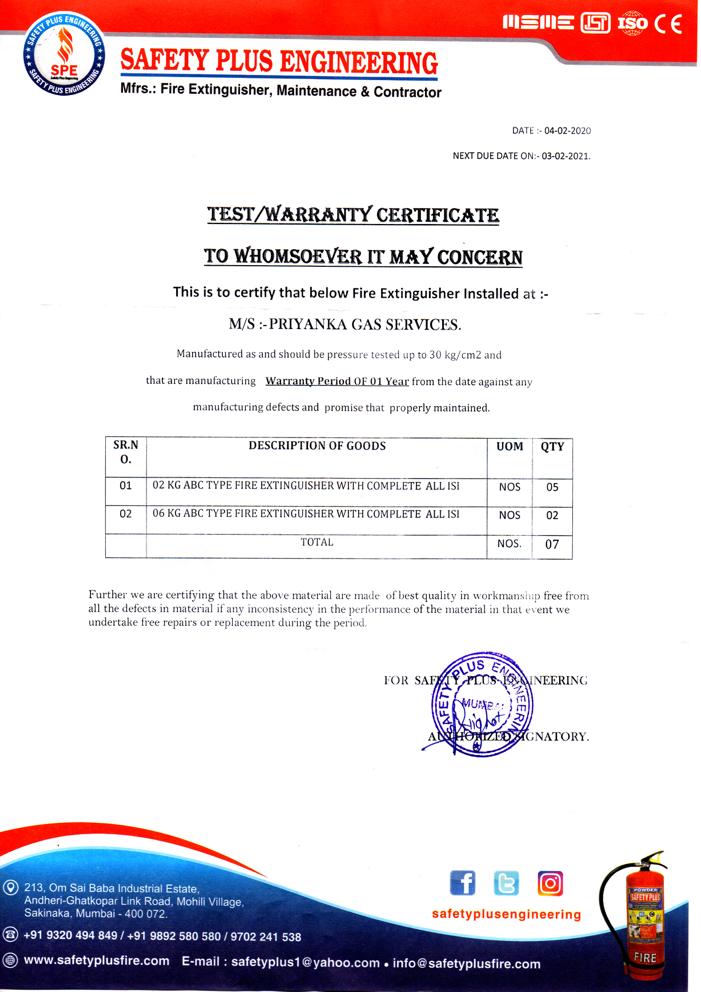 SAFETY PLUS ENGINEERING
SPE
SAFETY PLUS ENGINEERING
MSME ISI ISO CE
SAFETY PLUS ENGINEERING
Mfrs.: Fire Extinguisher, Maintenance & Contractor
DATE :- 04-02-2020
NEXT DUE DATE ON:- 03-02-2021.
TEST/WARRANTY CERTIFICATE
TO WHOMSOEVER IT MAY CONCERN
This is to certify that below Fire Extinguisher Installed at :-
M/S :-PRIYANKA GAS SERVICES.
Manufactured as and should be pressure tested up to 30 kg/cm2 and
that are manufacturing Warranty Period OF 01 Year from the date against any
manufacturing defects and promise that properly maintained.
SR.N DESCRIPTION OF GOODS UOM QTY
O.
01 02 KG ABC TYPE FIRE EXTINGUISHER WITH COMPLETE ALL ISI NOS 05
02 06 KG ABC TYPE FIRE EXTINGUISHER WITH COMPLETE ALL ISI NOS 02
TOTAL NOS. 07
Further we are certifying that the above material are made of best quality in workmanship free from
all the defects in material if any inconsistency in the performance of the material in that event we
undertake free repairs or replacement during the period.
FOR SAFETY PLUS ENGINEERING
SAFETY PLUS ENGINEERING
MUMBAI
AUTHORIZED SIGNATORY.
213, Om Sai Baba Industrial Estate,
Andheri-Ghatkopar Link Road, Mohili Village,
Sakinaka, Mumbai - 400 072.
safetyplusengineering
+91 9320 494 849 / +91 9892 580 580 / 9702 241 538
www.safetyplusfire.com E-mail : safetyplus1@yahoo.com • info@safetyplusfire.com
POWDER
SAFETY PLUS
FIRE